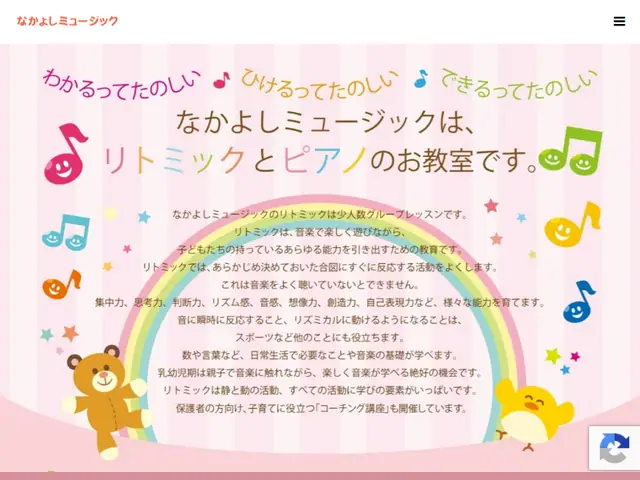 なかよしミュージック
わかるってたのしい ひけるってたのしい できるってたのしい
なかよしミュージックは、
リトミックとピアノのお教室です。
なかよしミュージックのリトミックは少人数グループレッスンです。
リトミックは、音楽で楽しく遊びながら、
子どもたちの持っているあらゆる能力を引き出すための教育です。
リトミックでは、あらかじめ決めておいた合図にすぐに反応する活動をよくします。
これは音楽をよく聴いていないとできません。
集中力、思考力、判断力、リズム感、音感、想像力、創造力、自己表現力など、様々な能力を育てます。
音に瞬時に反応すること、リズミカルに動けるようになることは、
スポーツなど他のことにも役立ちます。
数や言葉など、日常生活で必要なことや音楽の基礎が学べます。
乳幼児期は親子で音楽に触れながら、楽しく音楽が学べる絶好の機会です。
リトミックは静と動の活動、すべての活動に学びの要素がいっぱいです。
保護者の方向け、子育てに役立つ「コーチング講座」も開催しています。